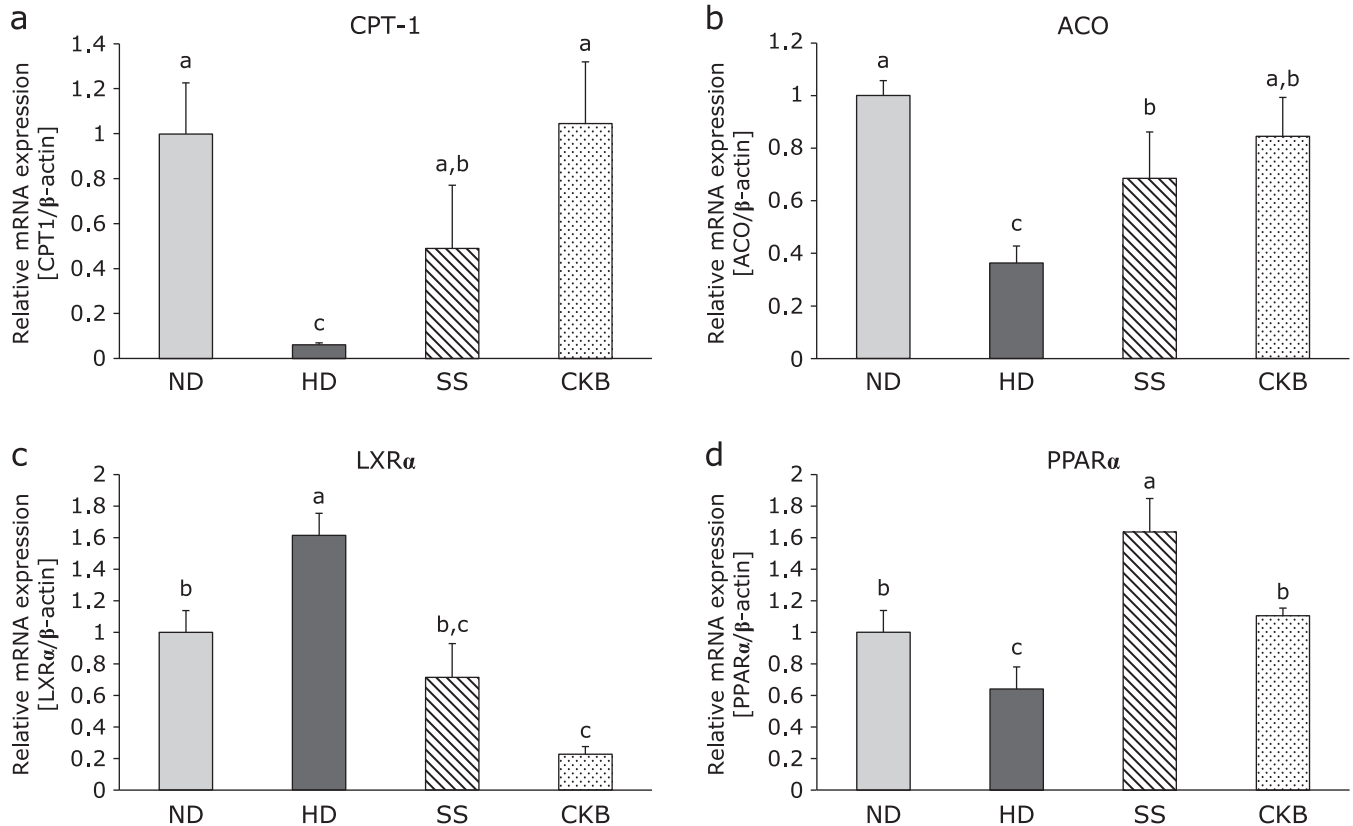 a
CPT-1
Relative mRNA expression
[CPT1/β-actin]
1.4
1.2
1
0.8
0.6
0.4
0.2
0
a
c
a,b
a
ND HD SS CKB
b
ACO
Relative mRNA expression
[ACO/β-actin]
1.2
1
0.8
0.6
0.4
0.2
0
a
c
b
a,b
ND HD SS CKB
c
LXRα
Relative mRNA expression
[LXRα/β-actin]
2
1.8
1.6
1.4
1.2
1
0.8
0.6
0.4
0.2
0
b
a
b,c
c
ND HD SS CKB
d
PPARα
Relative mRNA expression
[PPARα/β-actin]
2
1.8
1.6
1.4
1.2
1
0.8
0.6
0.4
0.2
0
b
c
a
b
ND HD SS CKB